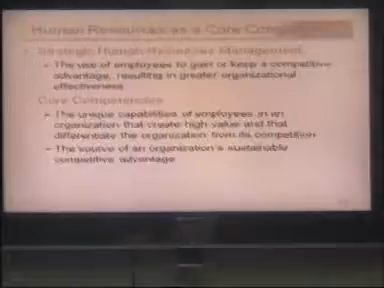 Human Resources as a Core Comp
Strategic Human Resources Management
The use of employees to gain or keep a competitive
advantage, resulting in greater organizational
effectiveness
Core Competencies
The unique capabilities of employees in an
organization that create high value and that
differentiate the organization from its competition
The source of an organization's sustainable
competitive advantage